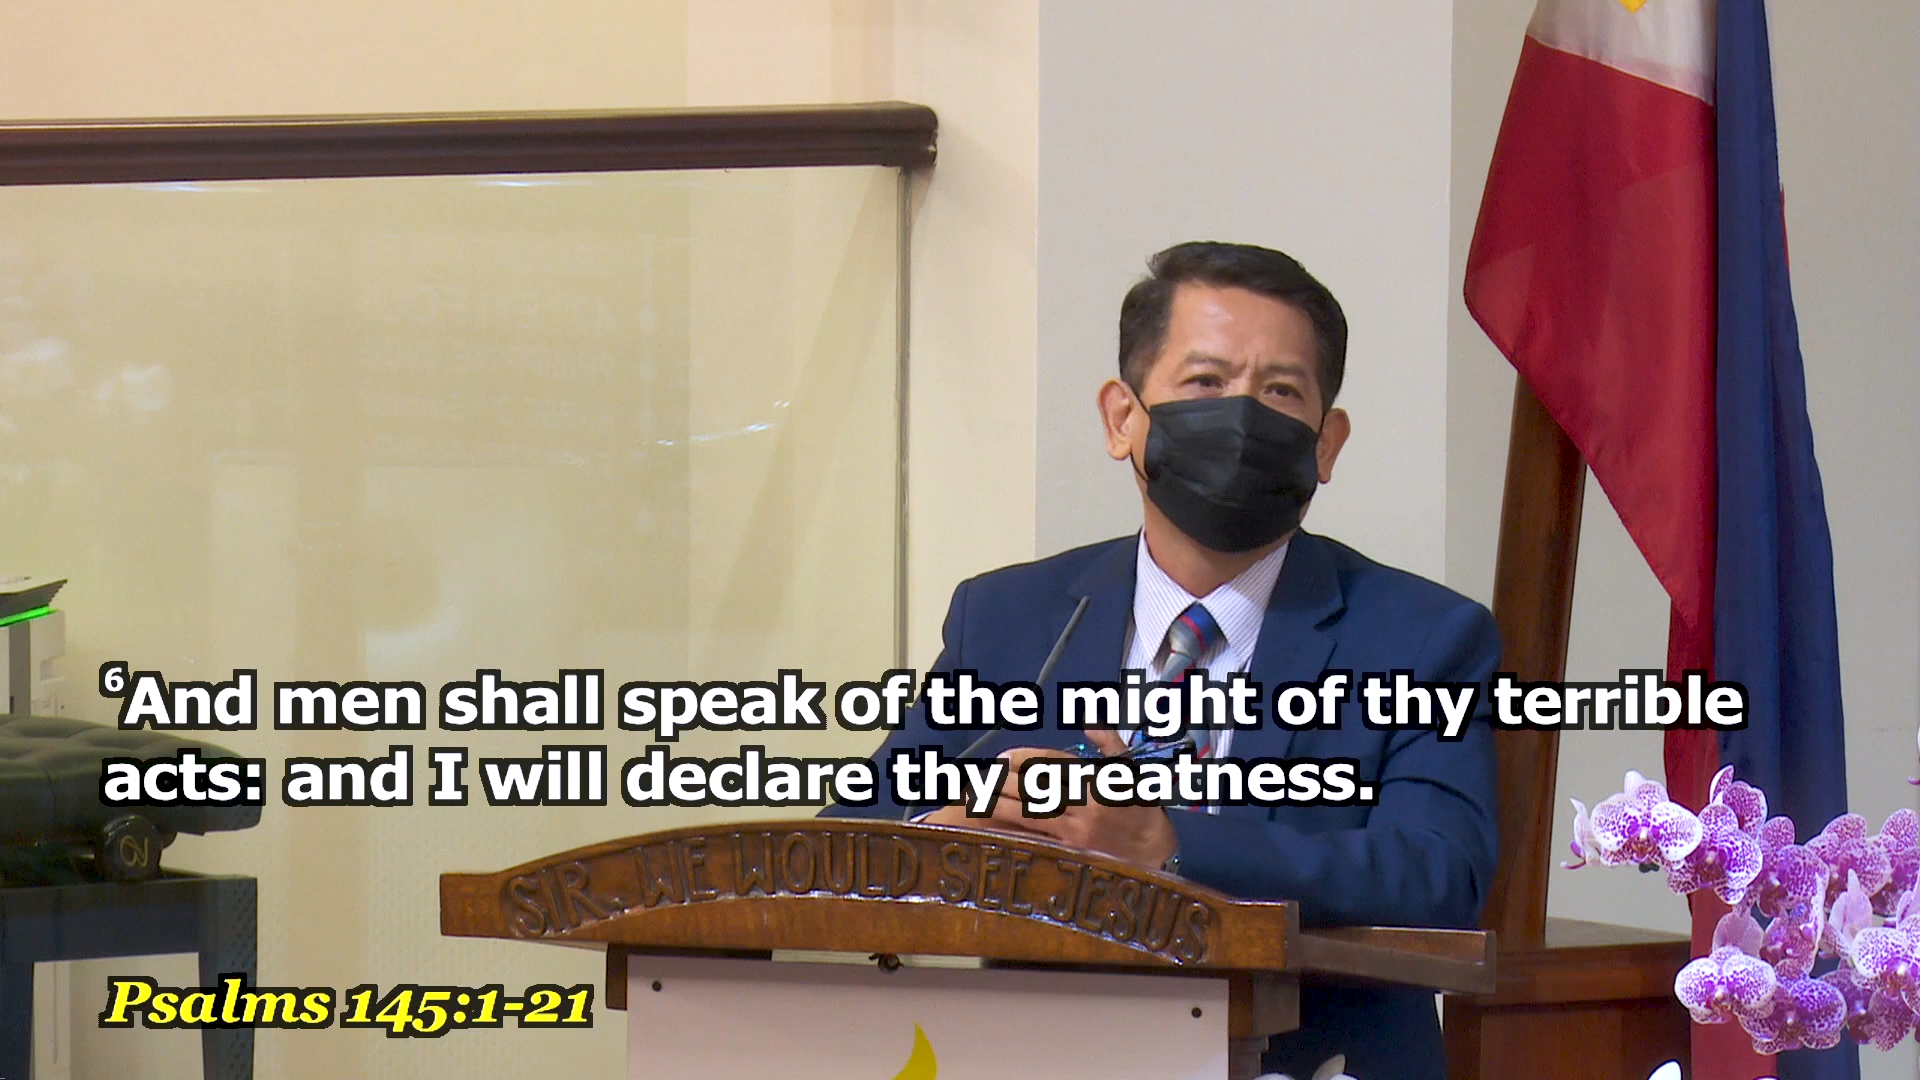 ⁶And men shall speak of the might of thy terrible
acts: and I will declare thy greatness.
SIR, WE WOULD SEE JESUS
Psalms 145:1-21